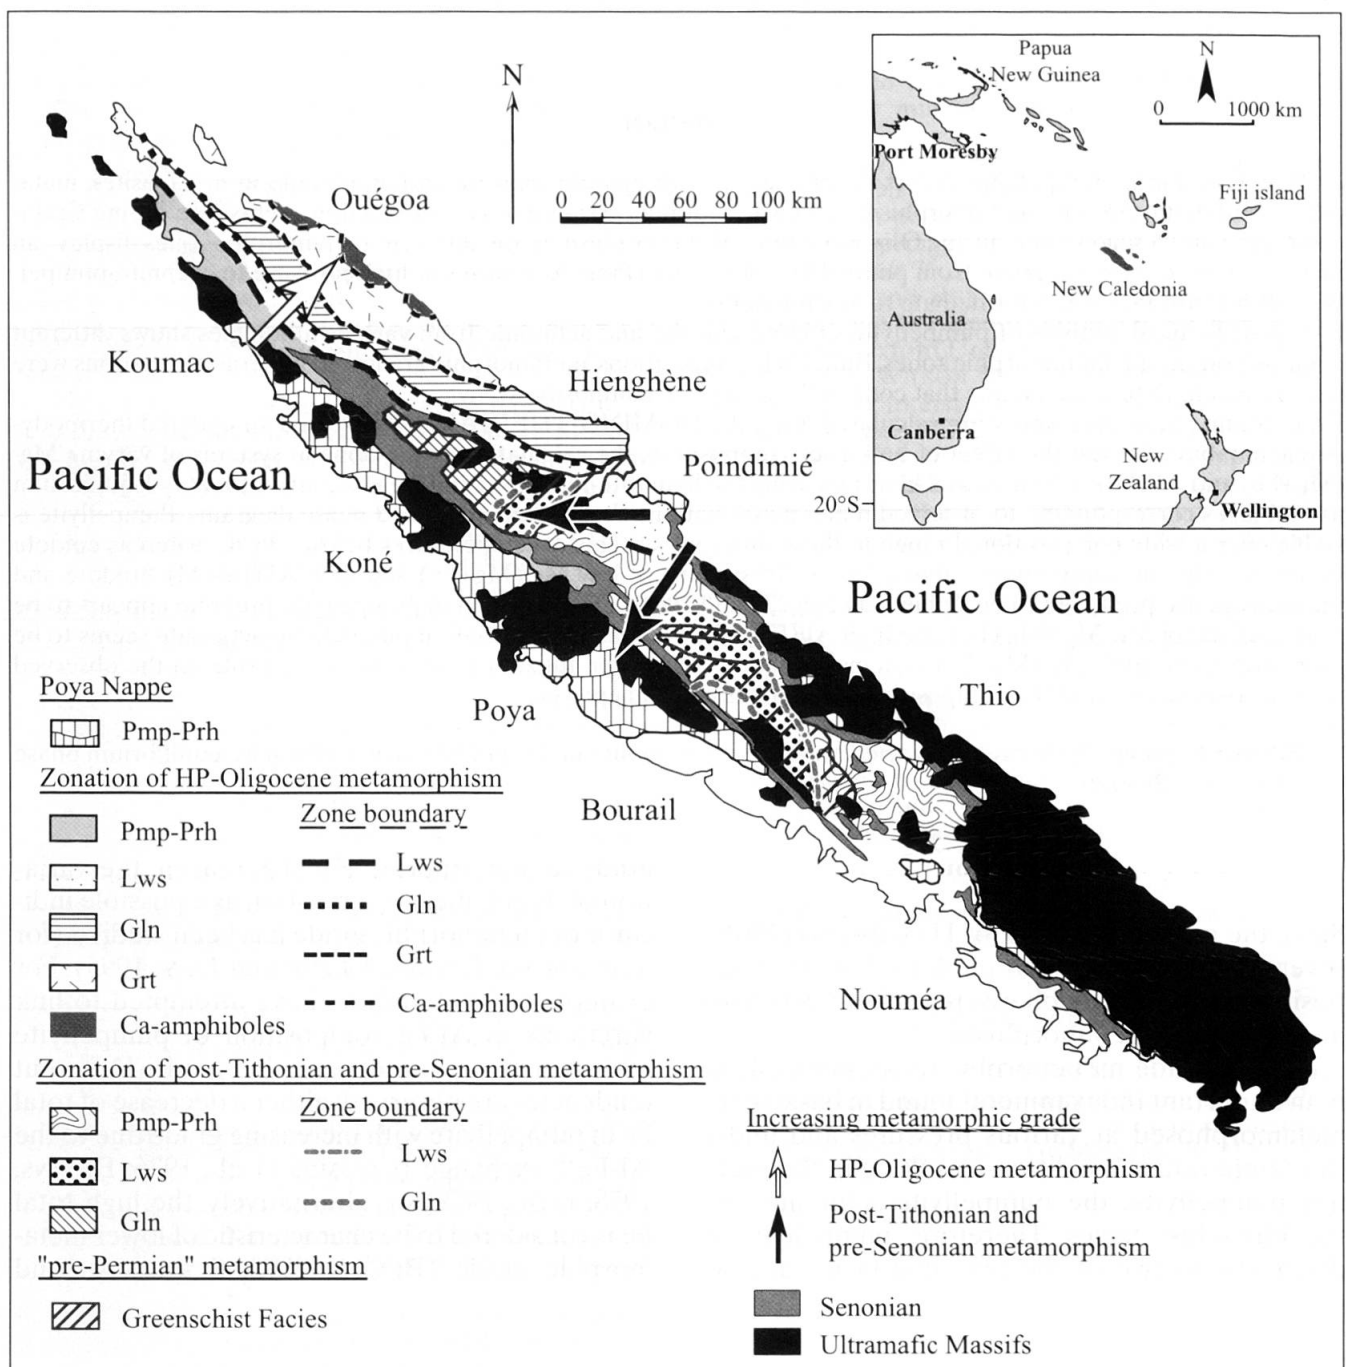 N
Ouégoa
0 20 40 60 80 100 km
Koumac
Hienghène
Pacific Ocean
Poindimié
Koné
Pacific Ocean
Thio
Poya
Bourail
Nouméa
Papua
New Guinea
N
0 1000 km
Port Moresby
Fiji island
New Caledonia
Australia
Canberra
New
Zealand
20°S
Wellington
Poya Nappe
Pmp-Prh
Zonation of HP-Oligocene metamorphism
Pmp-Prh
Lws
Gln
Grt
Ca-amphiboles
Zone boundary
Lws
Gln
Grt
Ca-amphiboles
Zonation of post-Tithonian and pre-Senonian metamorphism
Pmp-Prh
Lws
Gln
Zone boundary
Lws
Gln
"pre-Permian" metamorphism
Greenschist Facies
Increasing metamorphic grade
HP-Oligocene metamorphism
Post-Tithonian and
pre-Senonian metamorphism
Senonian
Ultramafic Massifs